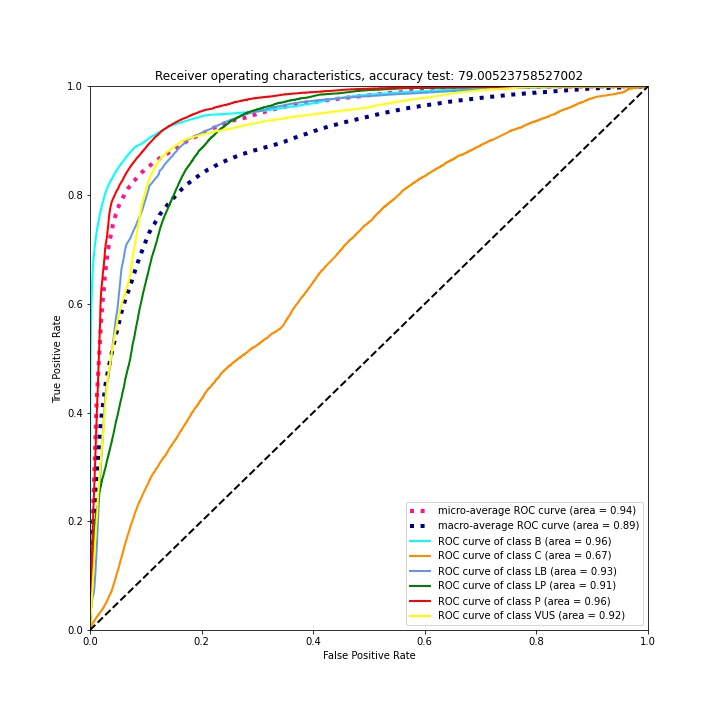 Receiver operating characteristics, accuracy test: 79.00523758527002
1.0
0.8
0.6
0.4
0.2
0.0
True Positive Rate
0.0 0.2 0.4 0.6 0.8 1.0
False Positive Rate
micro-average ROC curve (area = 0.94)
macro-average ROC curve (area = 0.89)
ROC curve of class B (area = 0.96)
ROC curve of class C (area = 0.67)
ROC curve of class LB (area = 0.93)
ROC curve of class LP (area = 0.91)
ROC curve of class P (area = 0.96)
ROC curve of class VUS (area = 0.92)